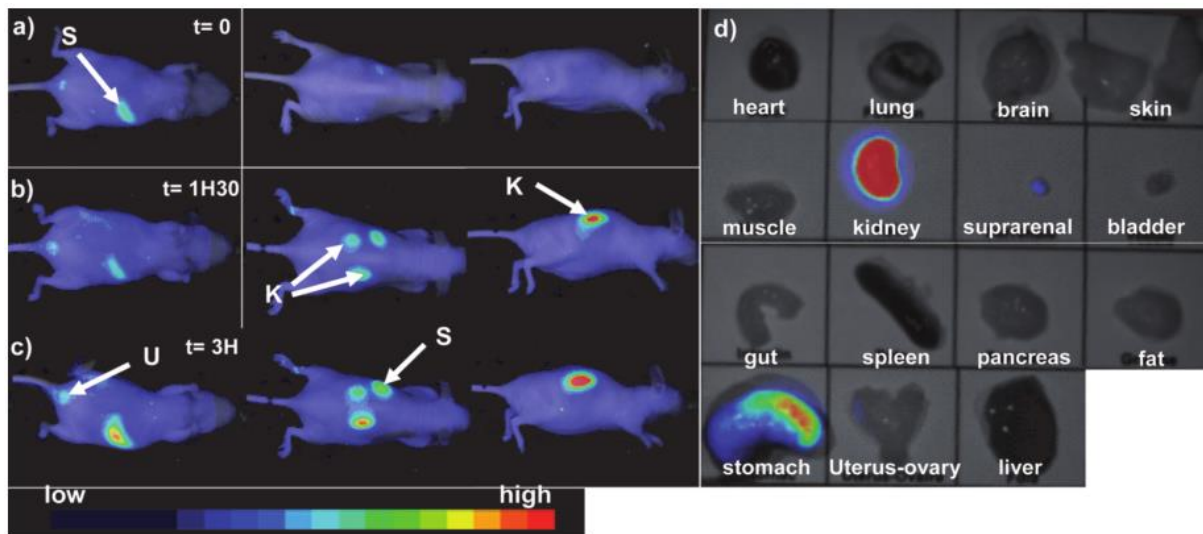 a)
S
t= 0
b)
t= 1H30
K
K
c)
U
t= 3H
S
low
high
d)
heart
lung
brain
skin
muscle
kidney
suprarenal
bladder
gut
spleen
pancreas
fat
stomach
Uterus-ovary
liver